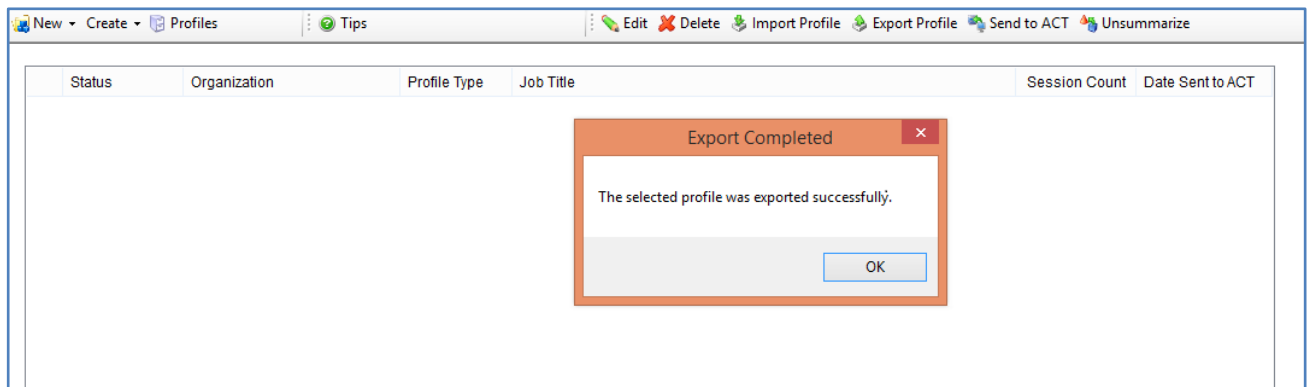 New Create Profiles Tips Edit Delete Import Profile Export Profile Send to ACT Unsummarize
Status Organization Profile Type Job Title Session Count Date Sent to ACT
Export Completed
The selected profile was exported successfully.
OK